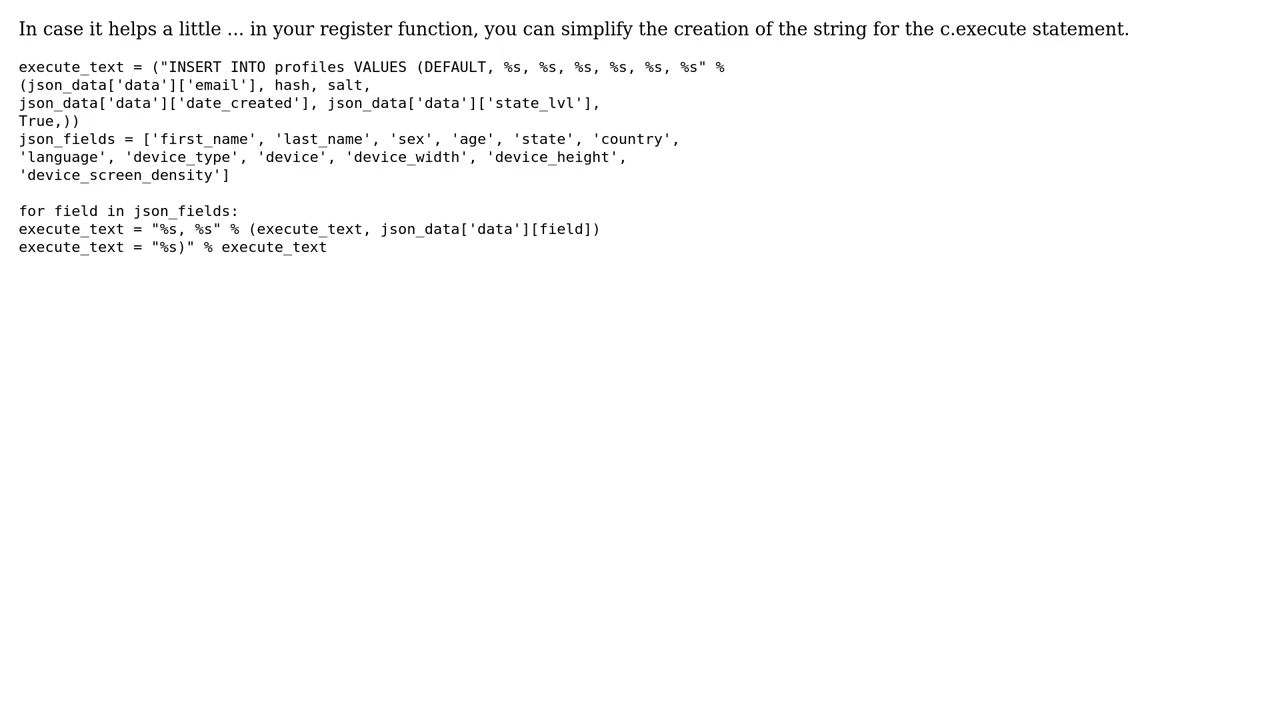 In case it helps a little ... in your register function, you can simplify the creation of the string for the c.execute statement.
execute_text = ("INSERT INTO profiles VALUES (DEFAULT, %s, %s, %s, %s, %s, %s" %
(json_data['data']['email'], hash, salt,
json_data['data']['date_created'], json_data['data']['state_lvl'],
True,))
json_fields = ['first_name', 'last_name', 'sex', 'age', 'state', 'country',
'language', 'device_type', 'device', 'device_width', 'device_height',
'device_screen_density']
for field in json_fields:
execute_text = "%s, %s" % (execute_text, json_data['data'][field])
execute_text = "%s)" % execute_text